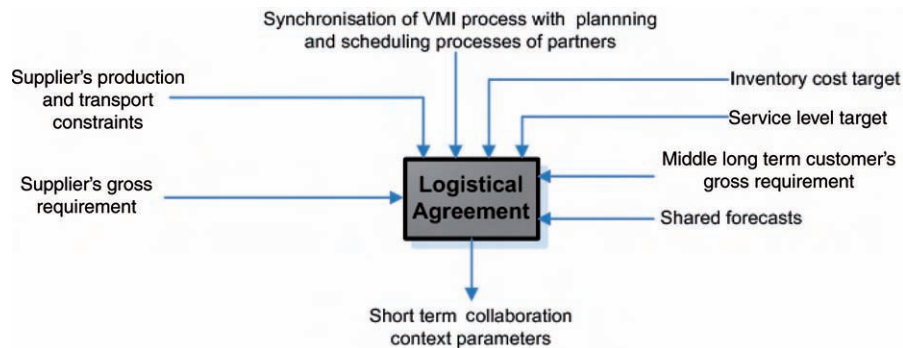 Synchronisation of VMI process with plannning
and scheduling processes of partners
Supplier's production
and transport
constraints
Inventory cost target
Service level target
Supplier's gross
requirement
Logistical
Agreement
Middle long term customer's
gross requirement
Shared forecasts
Short term collaboration
context parameters